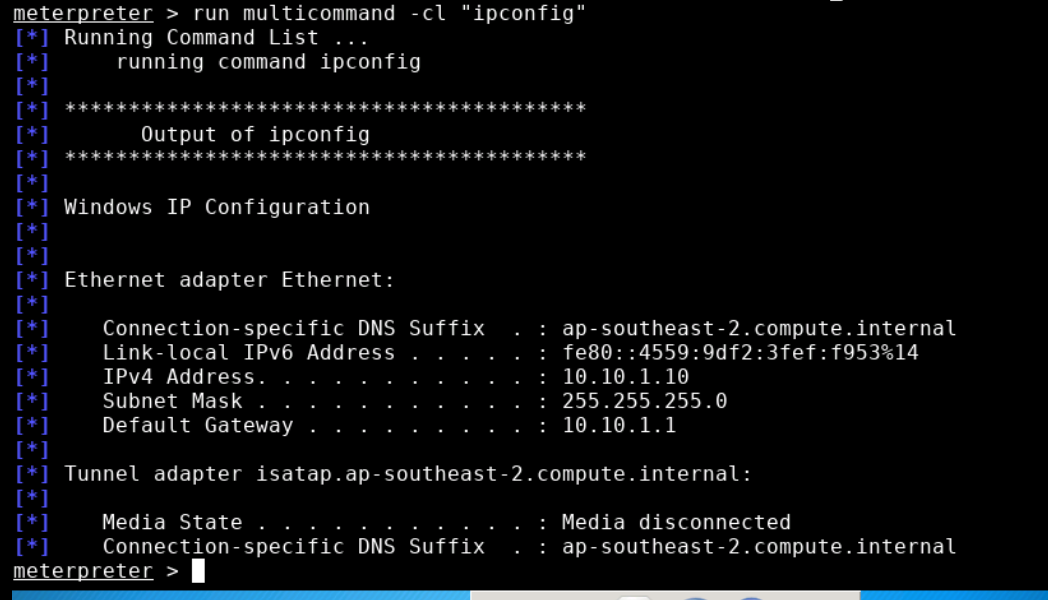 meterpreter > run multicommand -cl "ipconfig"
[*] Running Command List ...
[*]     running command ipconfig
[*]
[*] *****************************************
[*]       Output of ipconfig
[*] *****************************************
[*]
[*] Windows IP Configuration
[*]
[*]
[*] Ethernet adapter Ethernet:
[*]
[*]    Connection-specific DNS Suffix  . : ap-southeast-2.compute.internal
[*]    Link-local IPv6 Address . . . . . : fe80::4559:9df2:3fef:f953%14
[*]    IPv4 Address. . . . . . . . . . . : 10.10.1.10
[*]    Subnet Mask . . . . . . . . . . . : 255.255.255.0
[*]    Default Gateway . . . . . . . . . : 10.10.1.1
[*]
[*] Tunnel adapter isatap.ap-southeast-2.compute.internal:
[*]
[*]    Media State . . . . . . . . . . . : Media disconnected
[*]    Connection-specific DNS Suffix  . : ap-southeast-2.compute.internal
meterpreter >